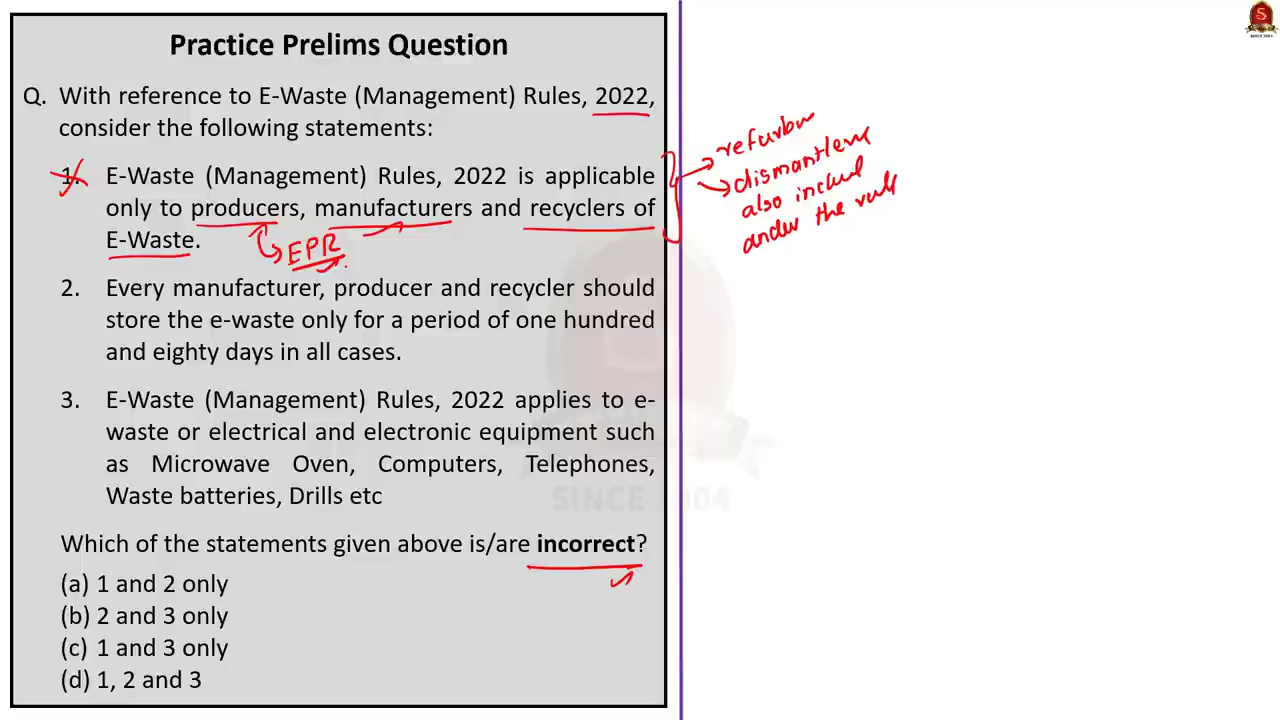 Practice Prelims Question
Q. With reference to E-Waste (Management) Rules, 2022,
consider the following statements:
1. E-Waste (Management) Rules, 2022 is applicable
only to producers, manufacturers and recyclers of
E-Waste.
EPR
2. Every manufacturer, producer and recycler should
store the e-waste only for a period of one hundred
and eighty days in all cases.
3. E-Waste (Management) Rules, 2022 applies to e-
waste or electrical and electronic equipment such
as Microwave Oven, Computers, Telephones,
Waste batteries, Drills etc
Which of the statements given above is/are incorrect?
(a) 1 and 2 only
(b) 2 and 3 only
(c) 1 and 3 only
(d) 1, 2 and 3
also includ
under the
S
SINCE 2004